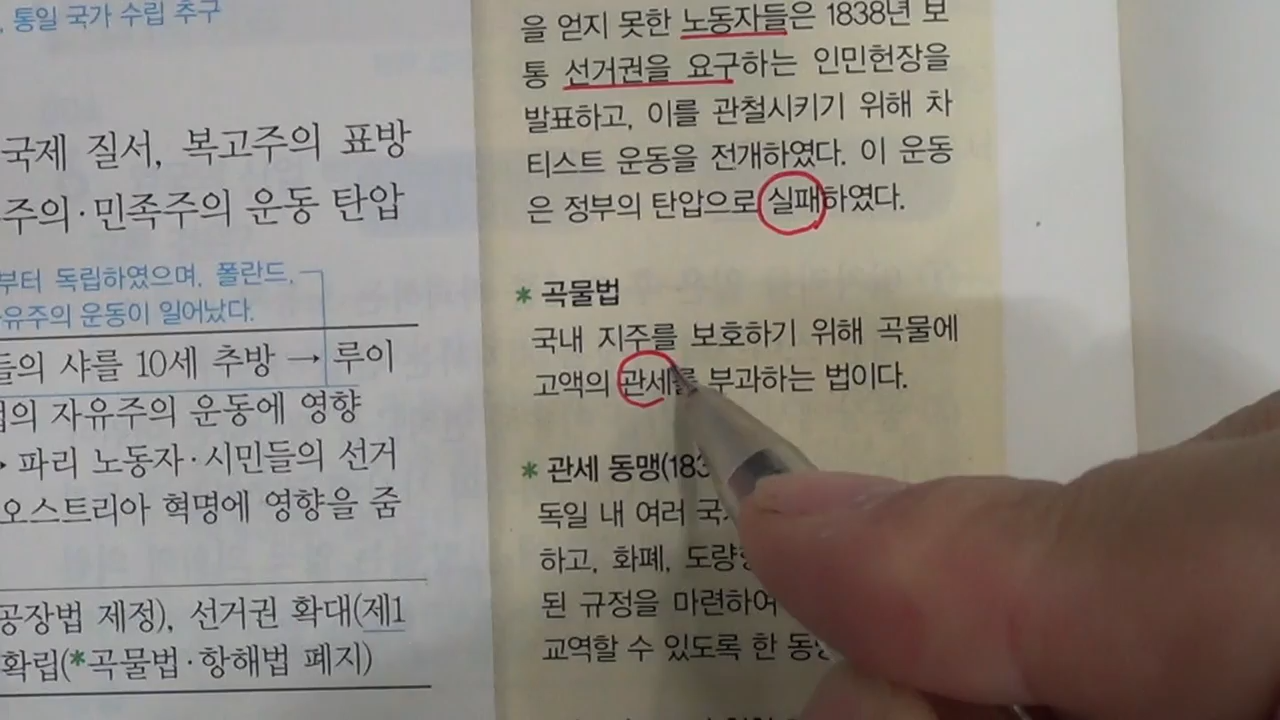 , 통일 국가 수립 추구
국제 질서, 복고주의 표방
주의·민족주의 운동 탄압
부터 독립하였으며, 폴란드,
유주의 운동이 일어났다.
들의 샤를 10세 추방 → 루이
의 자유주의 운동에 영향
파리 노동자·시민들의 선거
오스트리아 혁명에 영향을 줌
공장법 제정), 선거권 확대(제1
확립(*곡물법·항해법 폐지)
을 얻지 못한 노동자들은 1838년 보
통 선거권을 요구하는 인민헌장을
발표하고, 이를 관철시키기 위해 차
티스트 운동을 전개하였다. 이 운동
은 정부의 탄압으로 실패하였다.
* 곡물법
국내 지주를 보호하기 위해 곡물에
고액의 관세를 부과하는 법이다.
* 관세 동맹(183
독일 내 여러 국
하고, 화폐, 도량
된 규정을 마련하여
교역할 수 있도록 한 동